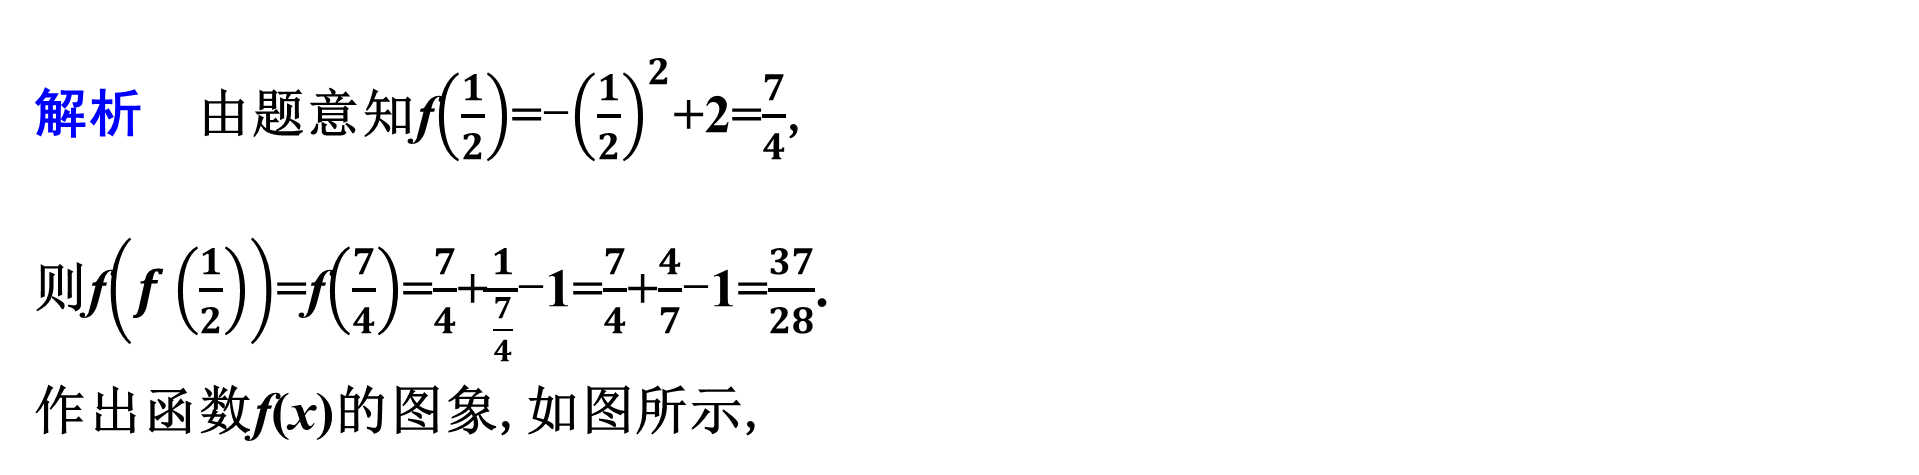 解析 由题意知f(1/2)=−(1/2)²+2=7/4,
则f(f(1/2))=f(7/4)=7/4+1/(7/4)−1=7/4+4/7−1=37/28.
作出函数f(x)的图象,如图所示,